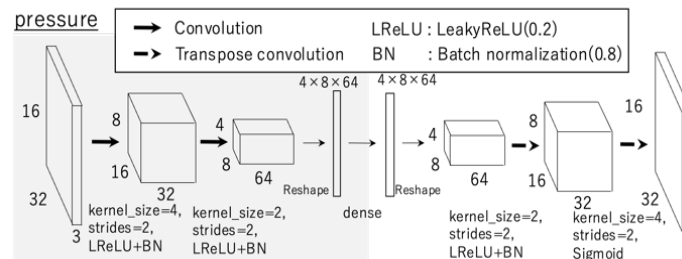 pressure
Convolution LReLU : LeakyReLU(0.2)
Transpose convolution BN : Batch normalization(0.8)
4×8×64 4×8×64
16
32
3
8
16
32
4
8
64
Reshape
dense
Reshape
4
8
64
8
16
32
16
32
kernel_size=4,
strides=2,
LReLU+BN
kernel_size=2,
strides=2,
LReLU+BN
kernel_size=2,
strides=2,
LReLU+BN
kernel_size=4,
strides=2,
Sigmoid